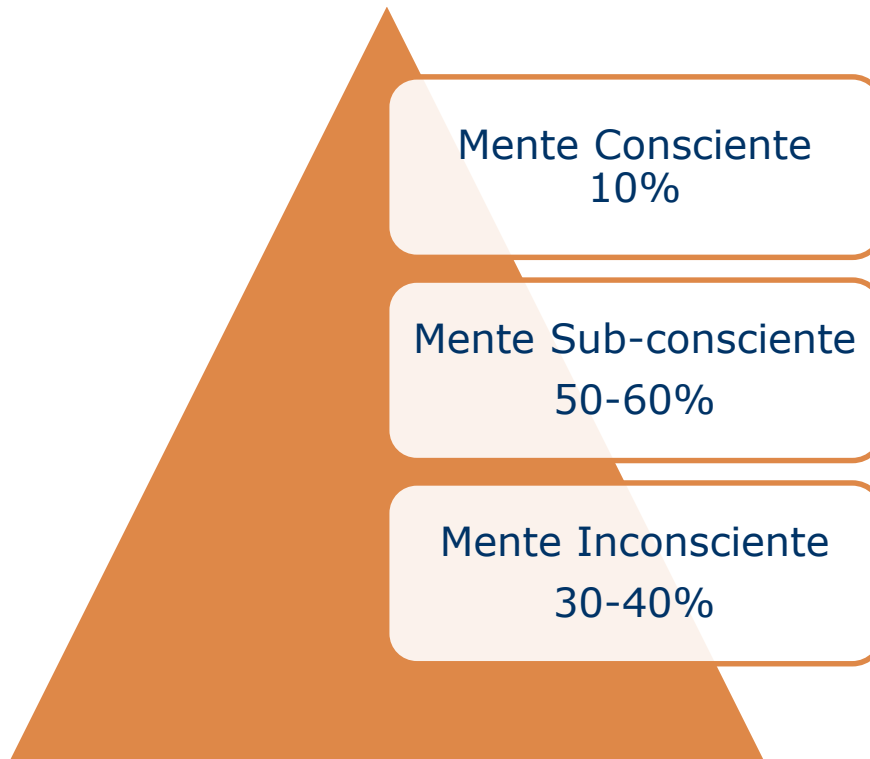 Mente Consciente
10%
Mente Sub-consciente
50-60%
Mente Inconsciente
30-40%